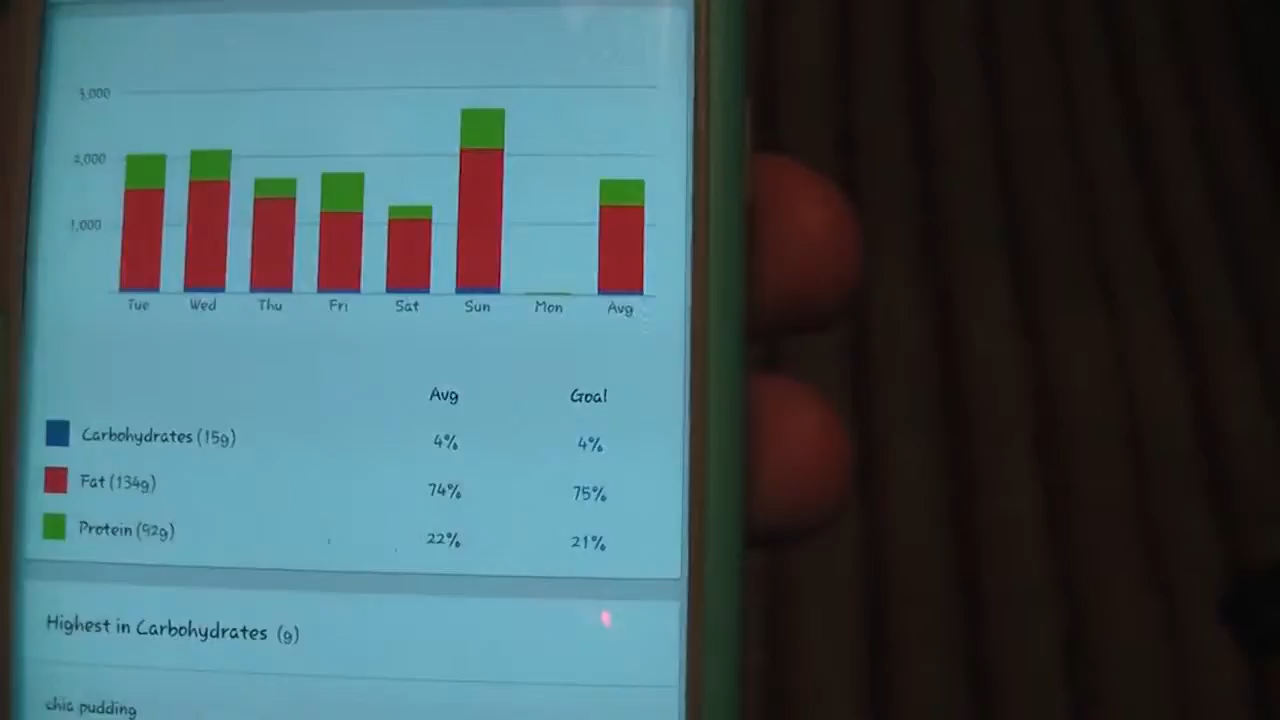 3,000
2,000
1,000
Tue Wed Thu Fri Sat Sun Mon Avg
Avg Goal
Carbohydrates (15g) 4% 4%
Fat (134g) 74% 75%
Protein (92g) 22% 21%
Highest in Carbohydrates (g)
chia pudding